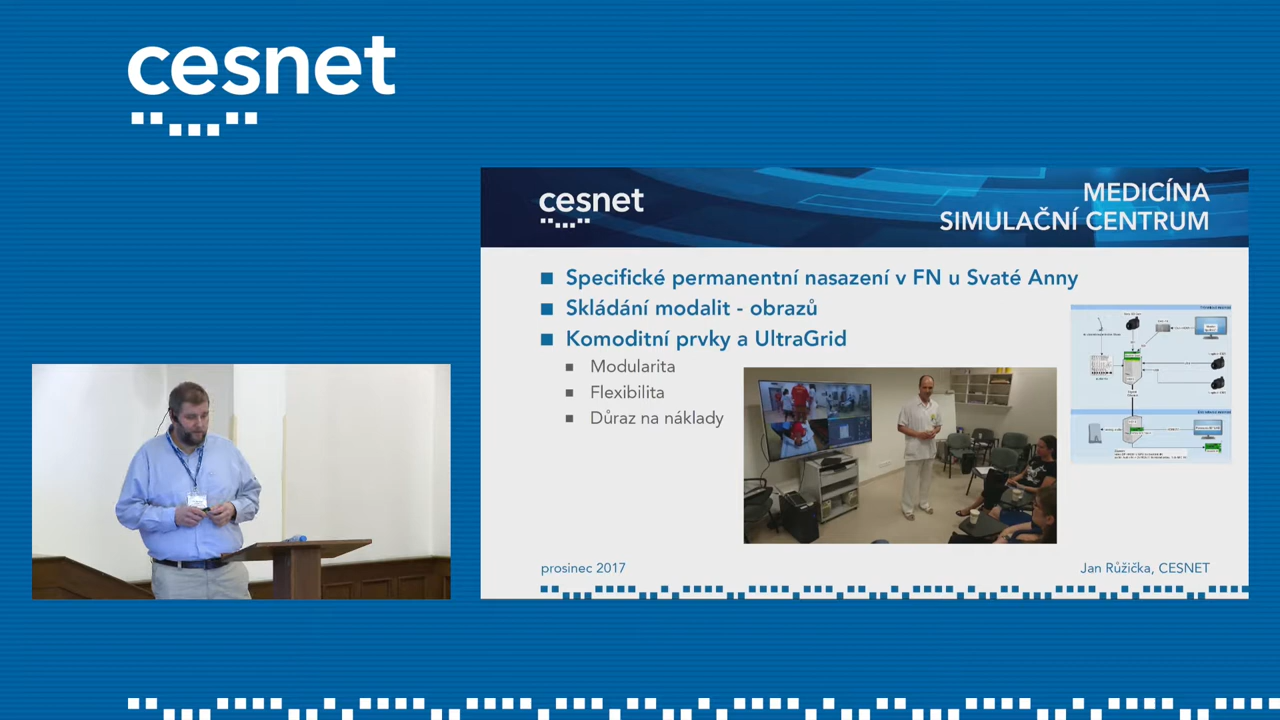 cesnet
cesnet
MEDICÍNA
SIMULAČNÍ CENTRUM
Specifické permanentní nasazení v FN u Svaté Anny
Skládání modalit - obrazů
Komoditní prvky a UltraGrid
Modularita
Flexibilita
Důraz na náklady
prosinec 2017
Jan Růžička, CESNET